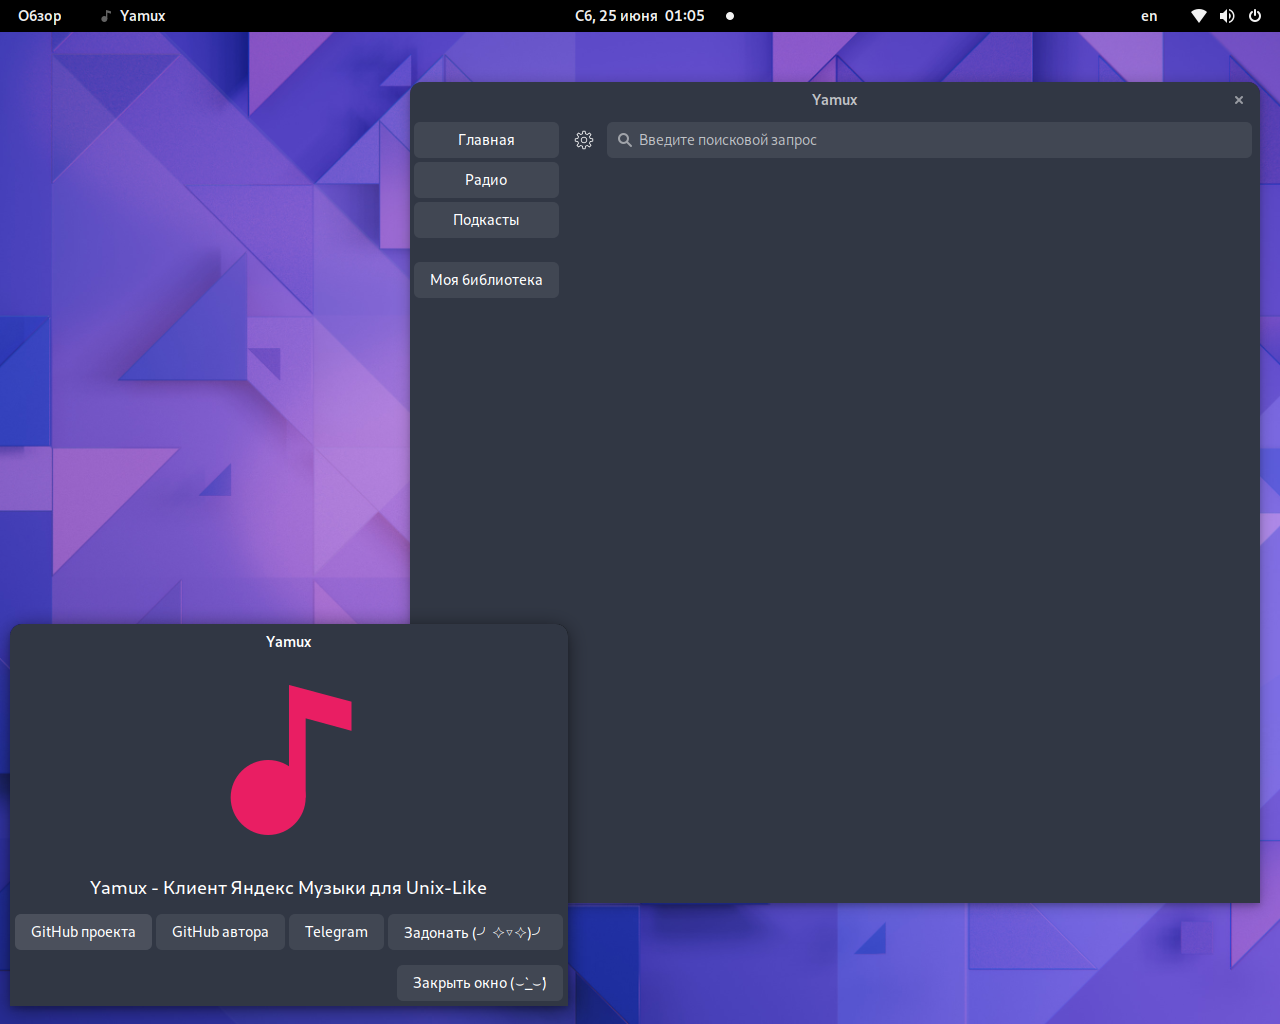 Обзор Yamux Сб, 25 июня 01:05 en
Yamux ×
Главная Введите поисковой запрос
Радио
Подкасты
Моя библиотека
Yamux
Yamux - Клиент Яндекс Музыки для Unix-Like
GitHub проекта GitHub автора Telegram Задонать (╯✧▽✧)╯
Закрыть окно (⌣̀_⌣́)